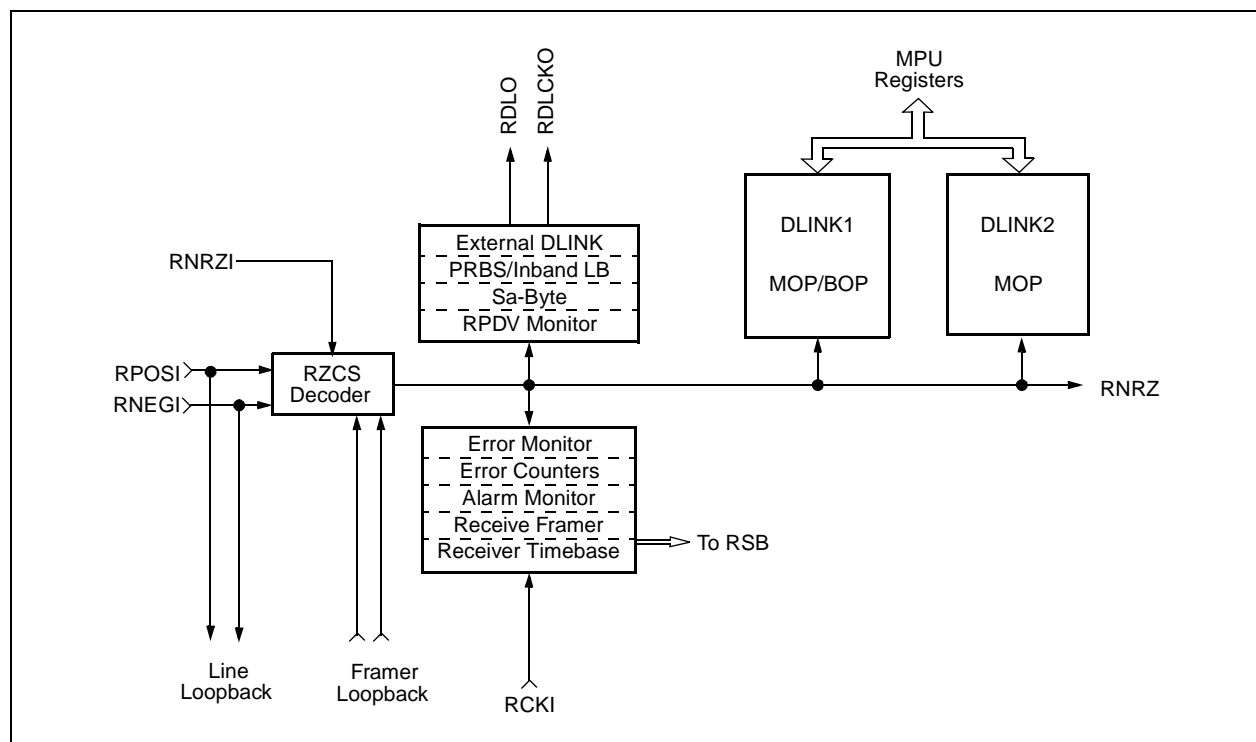 MPU
Registers
RDLO
RDLCKO
DLINK1
MOP/BOP
DLINK2
MOP
External DLINK
PRBS/Inband LB
Sa-Byte
RPDV Monitor
RNRZI
RPOSI
RNEGI
RZCS
Decoder
RNRZ
Error Monitor
Error Counters
Alarm Monitor
Receive Framer
Receiver Timebase
To RSB
Line
Loopback
Framer
Loopback
RCKI